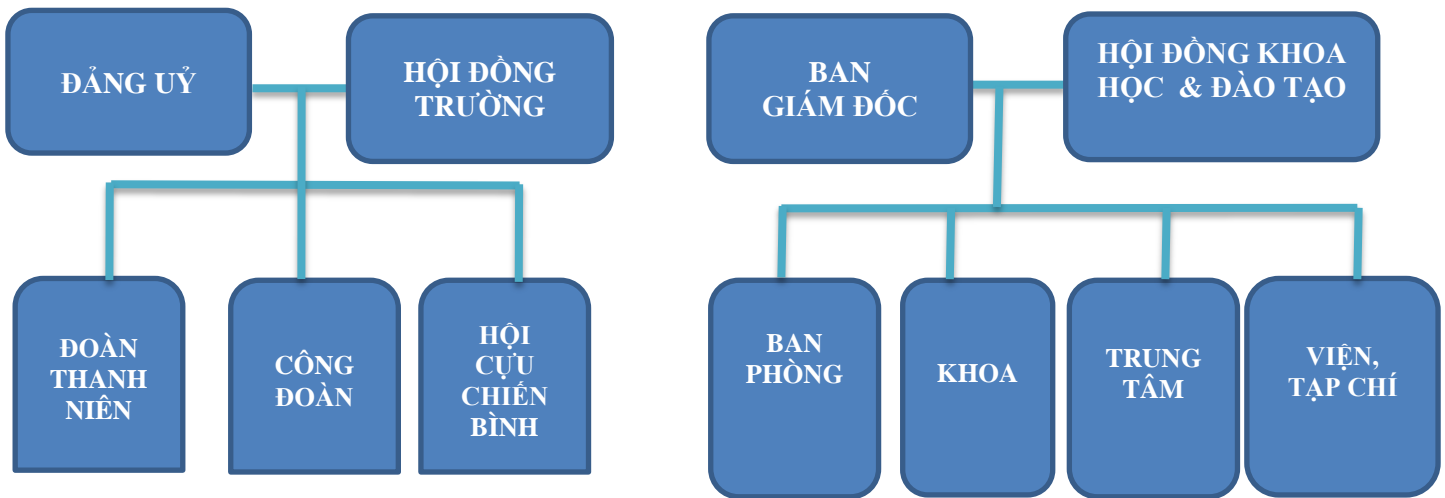 ĐẢNG UỶ
HỘI ĐỒNG
TRƯỜNG
BAN
GIÁM ĐỐC
HỘI ĐỒNG KHOA
HỌC & ĐÀO TẠO
ĐOÀN
THANH
NIÊN
CÔNG
ĐOÀN
HỘI
CỰU
CHIẾN
BÌNH
BAN
PHÒNG
KHOA
TRUNG
TÂM
VIỆN,
TẠP CHÍ